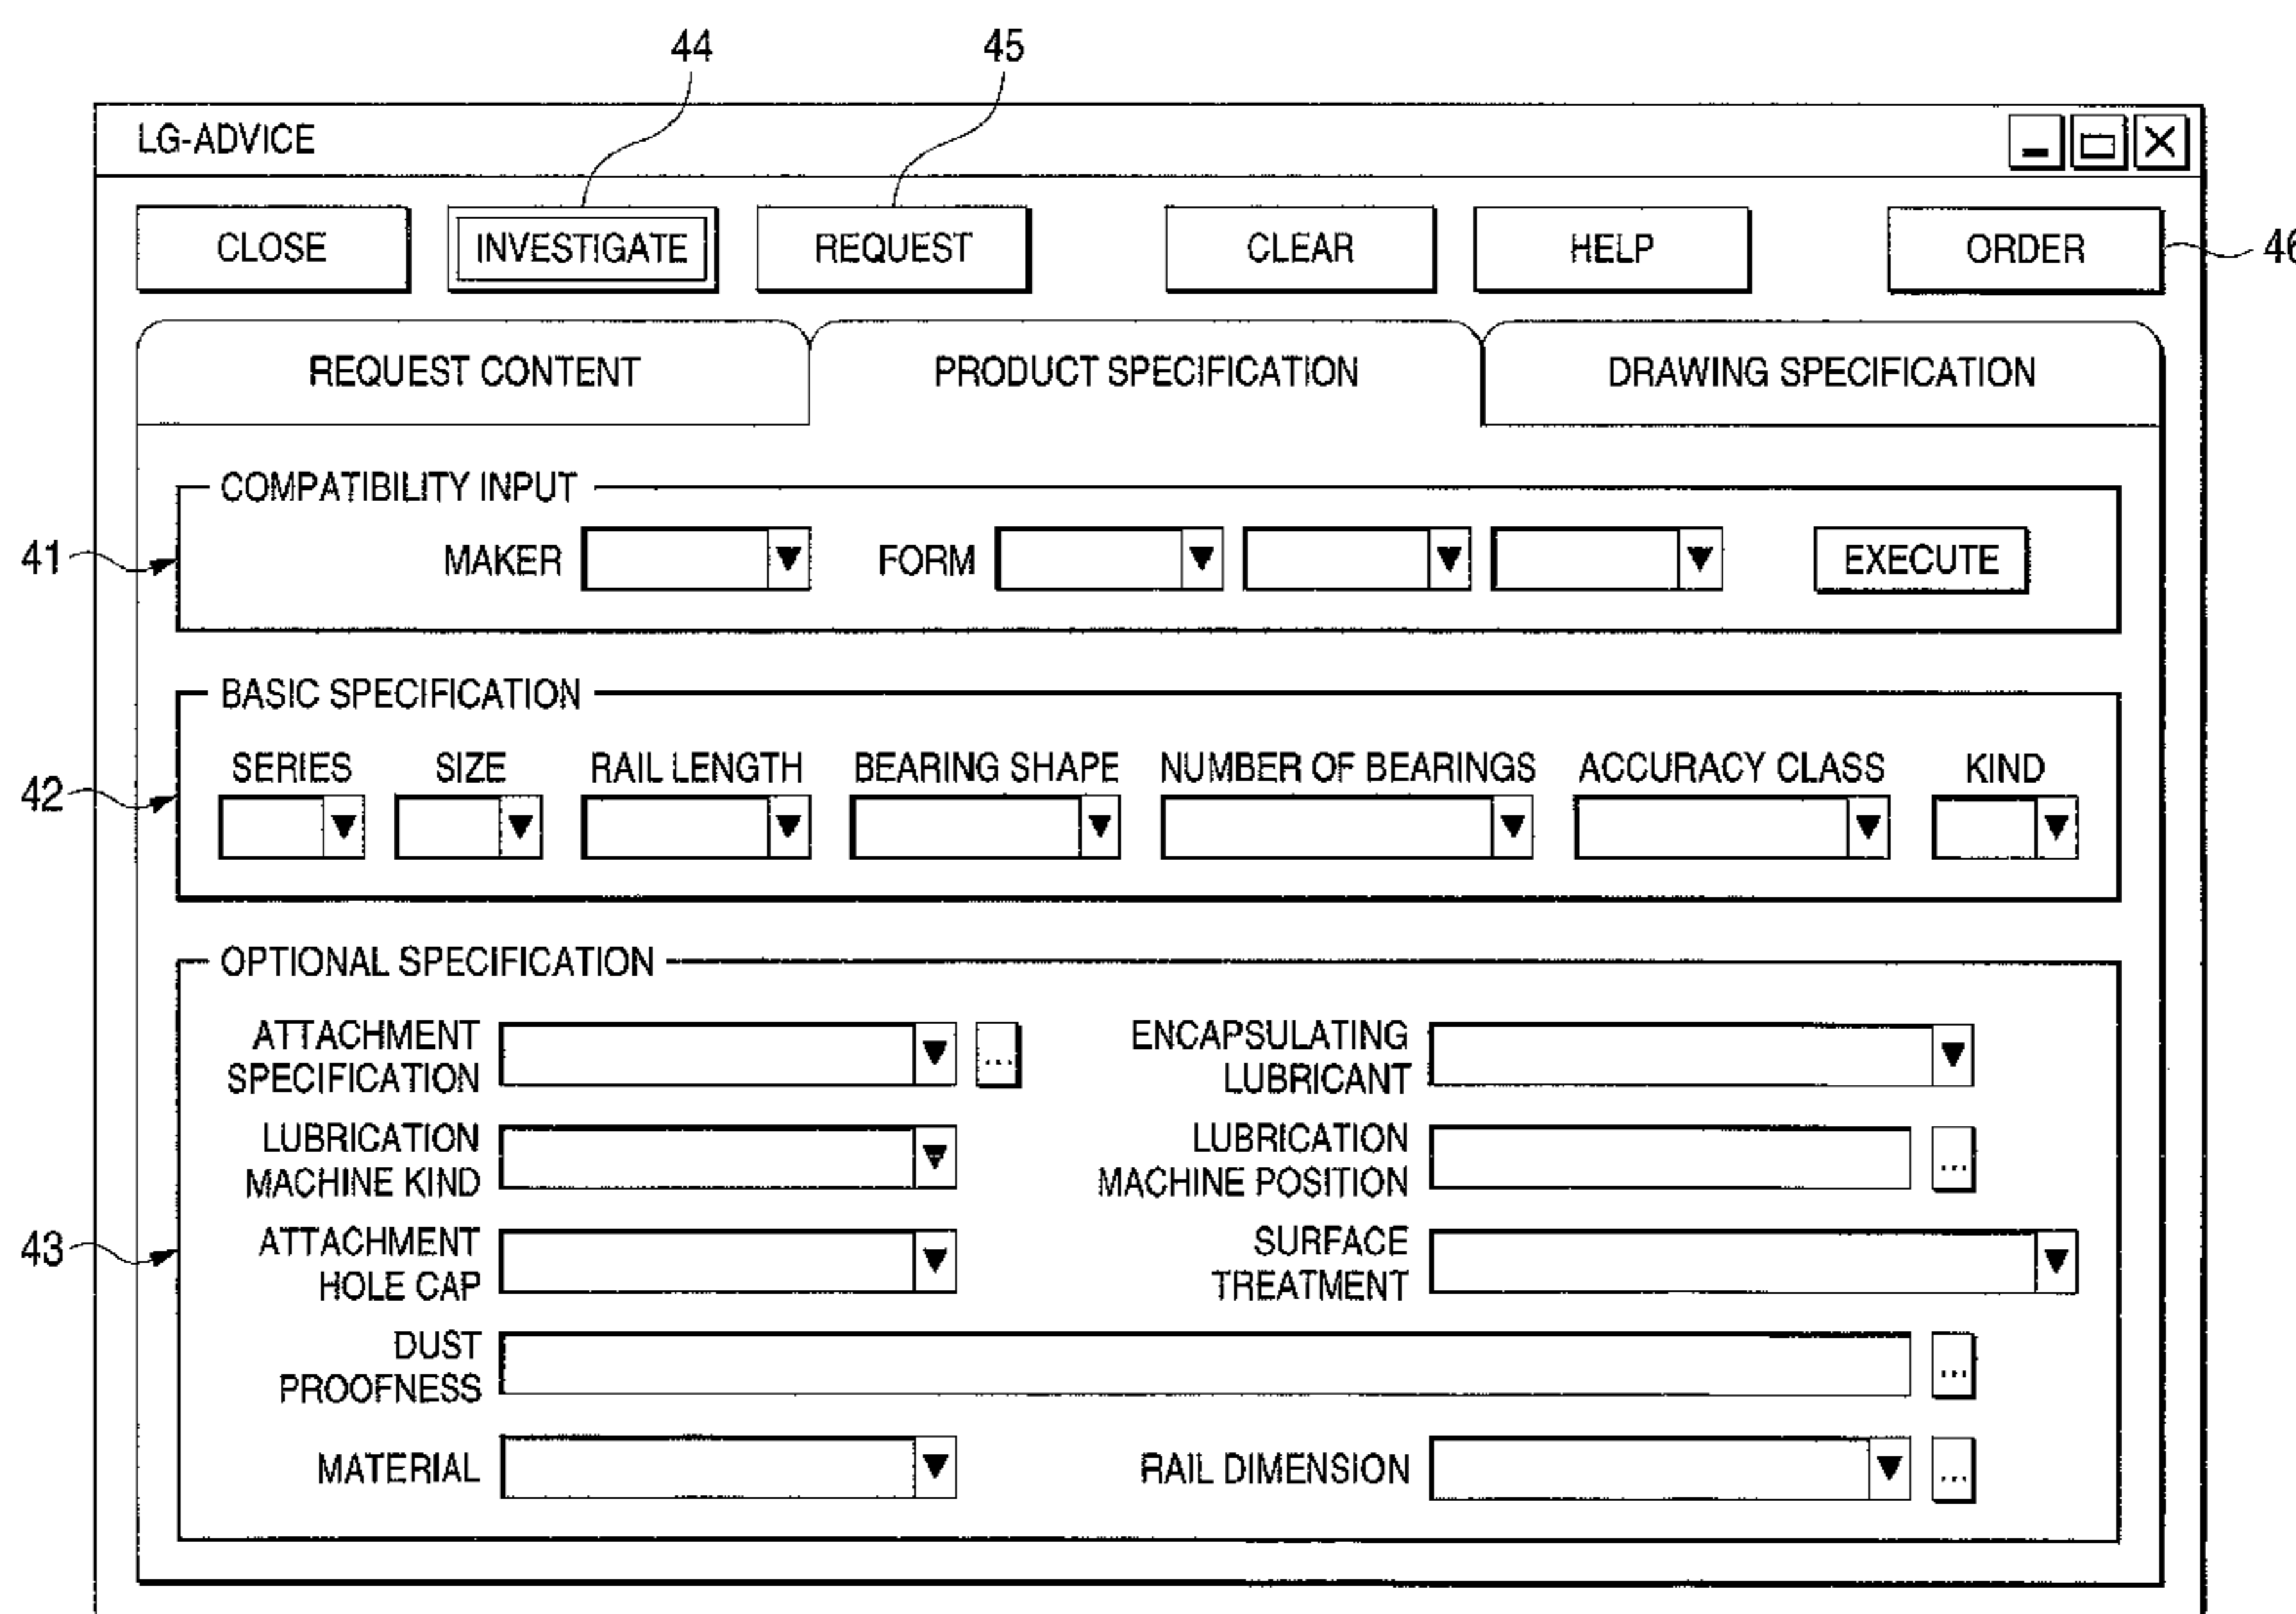 44 45
LG-ADVICE
CLOSE INVESTIGATE REQUEST CLEAR HELP ORDER 46
REQUEST CONTENT PRODUCT SPECIFICATION DRAWING SPECIFICATION
COMPATIBILITY INPUT
41 MAKER FORM EXECUTE
BASIC SPECIFICATION
SERIES SIZE RAIL LENGTH BEARING SHAPE NUMBER OF BEARINGS ACCURACY CLASS KIND
42
OPTIONAL SPECIFICATION
ATTACHMENT SPECIFICATION ... ENCAPSULATING LUBRICANT
LUBRICATION MACHINE KIND LUBRICATION MACHINE POSITION ...
43 ATTACHMENT HOLE CAP SURFACE TREATMENT
DUST PROOFNESS ...
MATERIAL RAIL DIMENSION ...